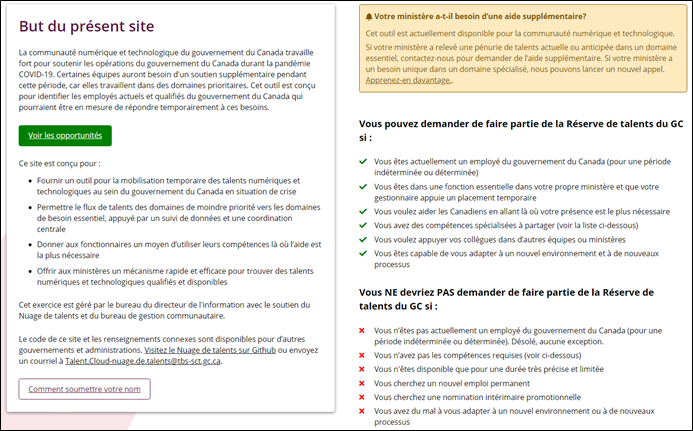 But du présent site
La communauté numérique et technologique du gouvernement du Canada travaille
fort pour soutenir les opérations du gouvernement du Canada durant la pandémie
COVID-19. Certaines équipes auront besoin d'un soutien supplémentaire pendant
cette période, car elles travaillent dans des domaines prioritaires. Cet outil est conçu
pour identifier les employés actuels et qualifiés du gouvernement du Canada qui
pourraient être en mesure de répondre temporairement à ces besoins.
Voir les opportunités
Ce site est conçu pour :
• Fournir un outil pour la mobilisation temporaire des talents numériques et
technologiques au sein du gouvernement du Canada en situation de crise
• Permettre le flux de talents des domaines de moindre priorité vers les domaines
de besoin essentiel, appuyé par un suivi de données et une coordination
centrale
• Donner aux fonctionnaires un moyen d'utiliser leurs compétences là où l'aide est
la plus nécessaire
• Offrir aux ministères un mécanisme rapide et efficace pour trouver des talents
numériques et technologiques qualifiés et disponibles
Cet exercice est géré par le bureau du directeur de l'information avec le soutien du
Nuage de talents et du bureau de gestion communautaire.
Le code de ce site et les renseignements connexes sont disponibles pour d'autres
gouvernements et administrations. Visitez le Nuage de talents sur Github ou envoyez
un courriel à Talent.Cloud-nuage.de.talents@tbs-sct.gc.ca.
Comment soumettre votre nom
Votre ministère a-t-il besoin d'une aide supplémentaire?
Cet outil est actuellement disponible pour la communauté numérique et technologique.
Si votre ministère a relevé une pénurie de talents actuelle ou anticipée dans un domaine
essentiel, contactez-nous pour demander de l'aide supplémentaire. Si votre ministère a
un besoin unique dans un domaine spécialisé, nous pouvons lancer un nouvel appel.
Apprenez-en davantage..
Vous pouvez demander de faire partie de la Réserve de talents du GC
si :
Vous êtes actuellement un employé du gouvernement du Canada (pour une période
indéterminée ou déterminée)
Vous êtes dans une fonction essentielle dans votre propre ministère et que votre
gestionnaire appuie un placement temporaire
Vous voulez aider les Canadiens en allant là où votre présence est le plus nécessaire
Vous avez des compétences spécialisées à partager (voir la liste ci-dessous)
Vous voulez appuyer vos collègues dans d'autres équipes ou ministères
Vous êtes capable de vous adapter à un nouvel environnement et à de nouveaux
processus
Vous NE devriez PAS demander de faire partie de la Réserve de
talents du GC si :
Vous n'êtes pas actuellement un employé du gouvernement du Canada (pour une
période indéterminée ou déterminée). Désolé, aucune exception.
Vous n'avez pas les compétences requises (voir ci-dessous)
Vous n'êtes disponible que pour une durée très précise et limitée
Vous cherchez un nouvel emploi permanent
Vous cherchez une nomination intérimaire promotionnelle
Vous avez du mal à vous adapter à un nouvel environnement ou à de nouveaux
processus